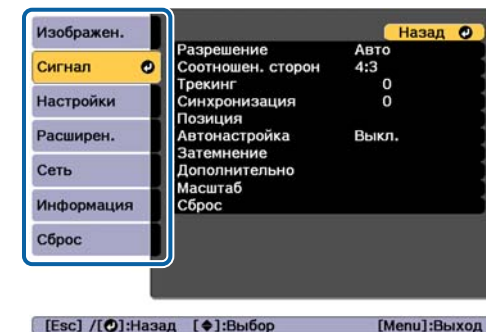 Изображен.
Сигнал
Настройки
Расширен.
Сеть
Информация
Сброс
Назад
Разрешение Авто
Соотношен. сторон 4:3
Трекинг 0
Синхронизация 0
Позиция
Автонастройка Выкл.
Затемнение
Дополнительно
Масштаб
Сброс
[Esc] /[ ]:Назад [ ]:Выбор [Menu]:Выход